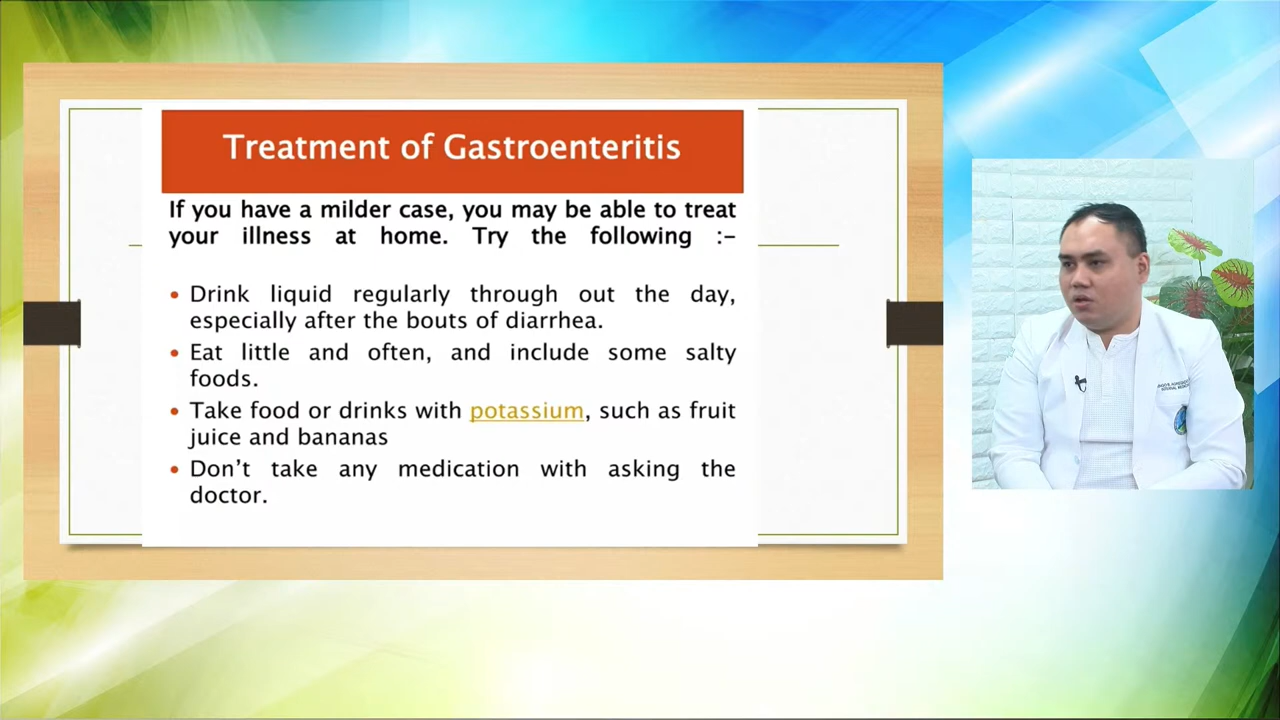 Treatment of Gastroenteritis
If you have a milder case, you may be able to treat
your illness at home. Try the following :-
• Drink liquid regularly through out the day,
especially after the bouts of diarrhea.
• Eat little and often, and include some salty
foods.
• Take food or drinks with potassium, such as fruit
juice and bananas
• Don’t take any medication with asking the
doctor.